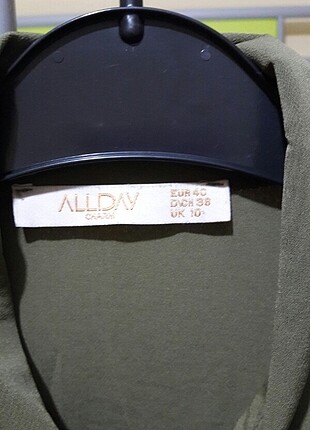 ALLDAY
CHARM
EUR 40
D/CH 38
UK 10